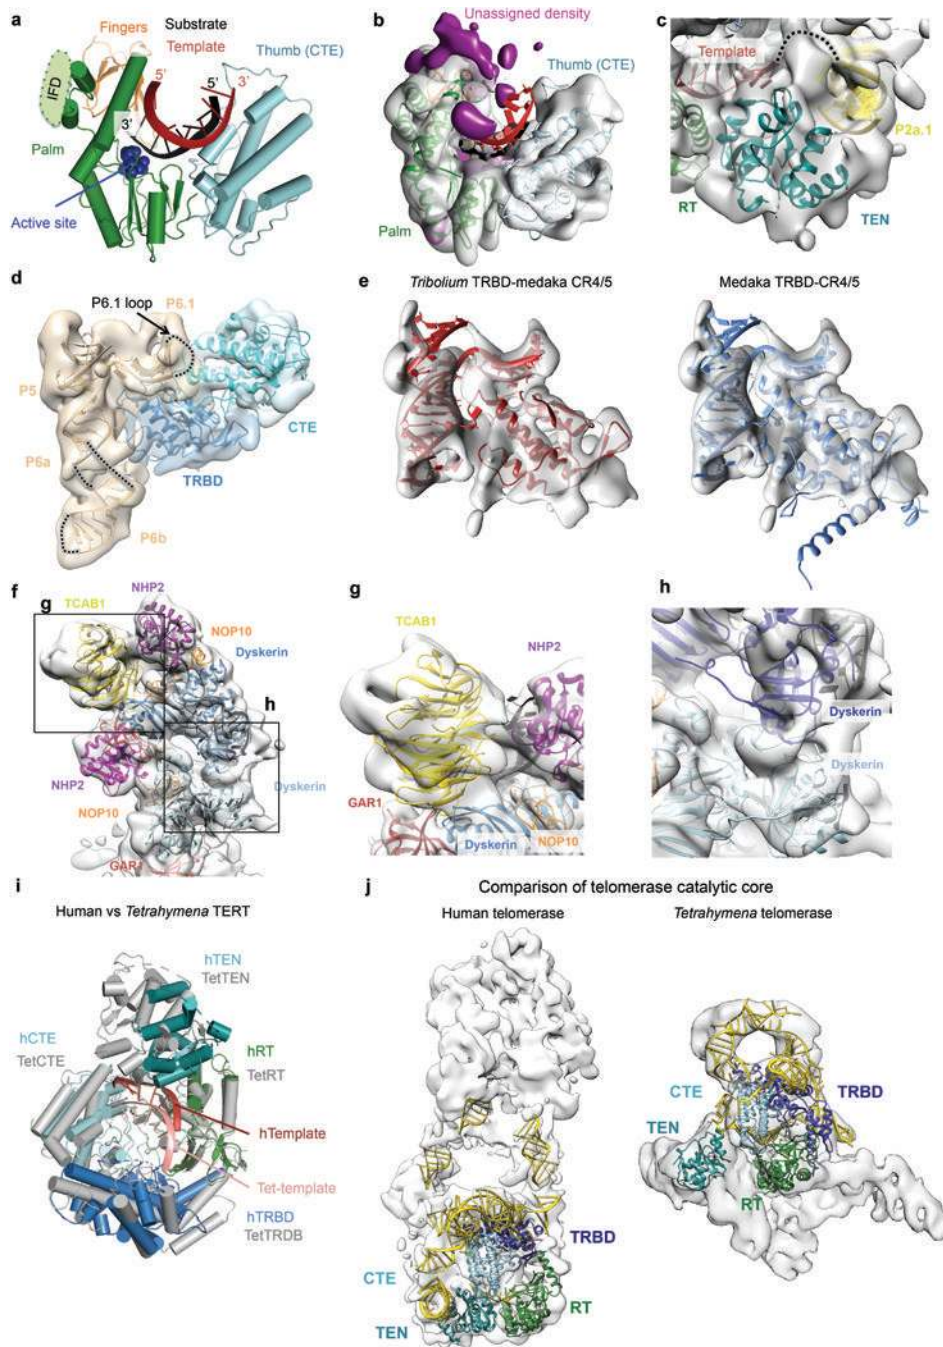 a
Fingers
Substrate
Template
Thumb (CTE)
5'
5'
3'
IFD
3'
Palm
Active site
b
Unassigned density
Thumb (CTE)
Palm
c
Template
P2a.1
RT
TEN
d
P6.1 loop
P6.1
P5
CTE
P6a
TRBD
P6b
e
Tribolium TRBD-medaka CR4/5
Medaka TRBD-CR4/5
f
NHP2
g
TCAB1
NOP10
Dyskerin
h
NHP2
Dyskerin
NOP10
GAR1
g
TCAB1
NHP2
GAR1
Dyskerin
NOP10
h
Dyskerin
Dyskerin
i
Human vs Tetrahymena TERT
hTEN
TetTEN
hCTE
TetCTE
hRT
TetRT
hTemplate
Tet-template
hTRBD
TetTRDB
j
Comparison of telomerase catalytic core
Human telomerase
Tetrahymena telomerase
TRBD
CTE
RT
TEN
CTE
TRBD
TEN
RT